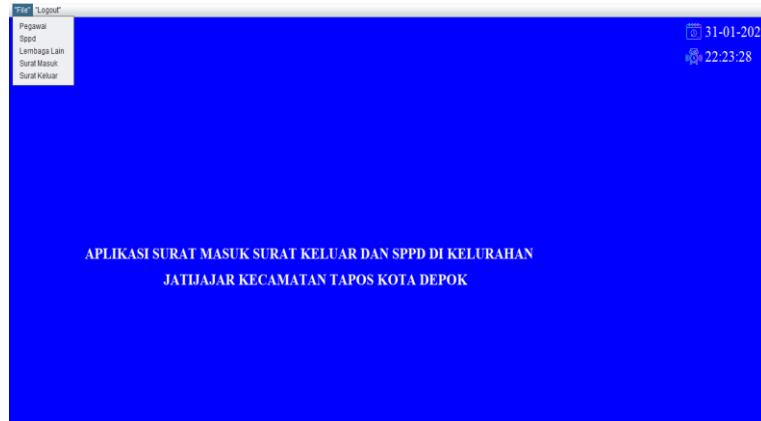 "File" "Logout"
Pegawai
Sppd
Lembaga Lain
Surat Masuk
Surat Keluar
31-01-202
22:23:28
APLIKASI SURAT MASUK SURAT KELUAR DAN SPPD DI KELURAHAN
JATIJAJAR KECAMATAN TAPOS KOTA DEPOK